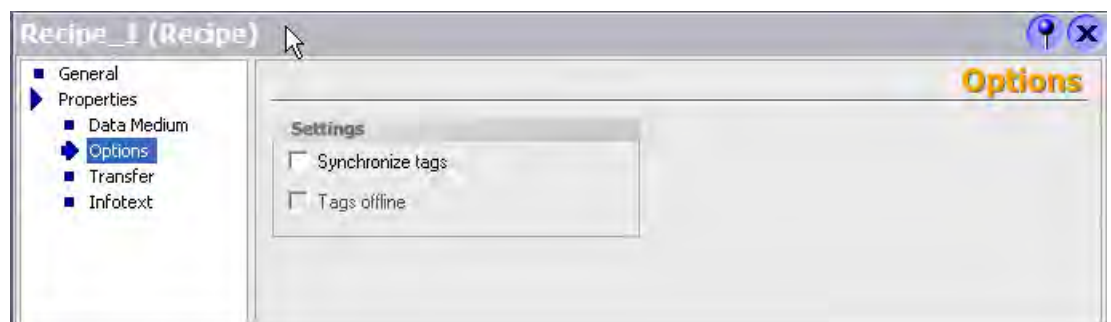 Recipe_1 (Recipe)
General
Properties
Data Medium
Options
Transfer
Infotext
Options
Settings
Synchronize tags
Tags offline